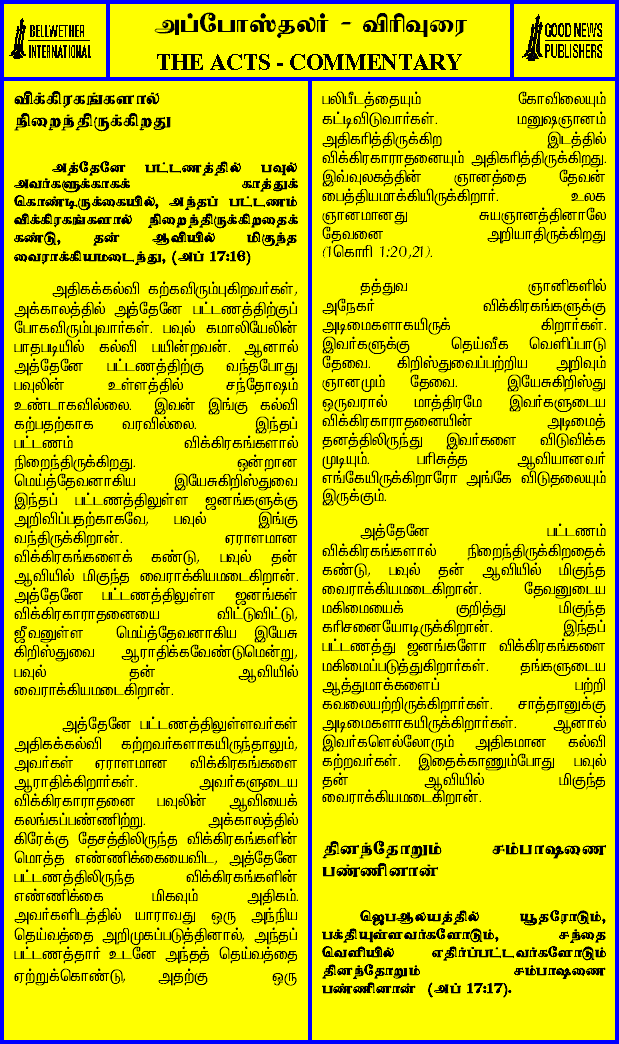 BELLWETHER
INTERNATIONAL
அப்போஸ்தலர் - விரிவுரை
THE ACTS - COMMENTARY
GOOD NEWS
PUBLISHERS
விக்கிரகங்களால்
நிறைந்திருக்கிறது
அத்தேனே பட்டணத்தில் பவுல்
அவர்களுக்காகக் காத்துக்
கொண்டிருக்கையில், அந்தப் பட்டணம்
விக்கிரகங்களால் நிறைந்திருக்கிறதைக்
கண்டு, தன் ஆவியில் மிகுந்த
வைராக்கியமடைந்து, (அப் 17:16)
அதிகக்கல்வி கற்கவிரும்புகிறவர்கள்,
அக்காலத்தில் அத்தேனே பட்டணத்திற்குப்
போகவிரும்புவார்கள். பவுல் கமாலியேலின்
பாதபடியில் கல்வி பயின்றவன். ஆனால்
அத்தேனே பட்டணத்திற்கு வந்தபோது
பவுலின் உள்ளத்தில் சந்தோஷம்
உண்டாகவில்லை. இவன் இங்கு கல்வி
கற்பதற்காக வரவில்லை. இந்தப்
பட்டணம் விக்கிரகங்களால்
நிறைந்திருக்கிறது. ஒன்றான
மெய்த்தேவனாகிய இயேசுகிறிஸ்துவை
இந்தப் பட்டணத்திலுள்ள ஜனங்களுக்கு
அறிவிப்பதற்காகவே, பவுல் இங்கு
வந்திருக்கிறான். ஏராளமான
விக்கிரகங்களைக் கண்டு, பவுல் தன்
ஆவியில் மிகுந்த வைராக்கியமடைகிறான்.
அத்தேனே பட்டணத்திலுள்ள ஜனங்கள்
விக்கிரகாராதனையை விட்டுவிட்டு,
ஜீவனுள்ள மெய்த்தேவனாகிய இயேசு
கிறிஸ்துவை ஆராதிக்கவேண்டுமென்று,
பவுல் தன் ஆவியில்
வைராக்கியமடைகிறான்.
அத்தேனே பட்டணத்திலுள்ளவர்கள்
அதிகக்கல்வி கற்றவர்களாகயிருந்தாலும்,
அவர்கள் ஏராளமான விக்கிரகங்களை
ஆராதிக்கிறார்கள். அவர்களுடைய
விக்கிரகாராதனை பவுலின் ஆவியைக்
கலங்கப்பண்ணிற்று. அக்காலத்தில்
கிரேக்கு தேசத்திலிருந்த விக்கிரகங்களின்
மொத்த எண்ணிக்கையைவிட, அத்தேனே
பட்டணத்திலிருந்த விக்கிரகங்களின்
எண்ணிக்கை மிகவும் அதிகம்.
அவர்களிடத்தில் யாராவது ஒரு அந்நிய
தெய்வத்தை அறிமுகப்படுத்தினால், அந்தப்
பட்டணத்தார் உடனே அந்தத் தெய்வத்தை
ஏற்றுக்கொண்டு, அதற்கு ஒரு
பலிபீடத்தையும் கோவிலையும்
கட்டிவிடுவார்கள். மனுஷஞானம்
அதிகரித்திருக்கிற இடத்தில்
விக்கிரகாராதனையும் அதிகரித்திருக்கிறது.
இவ்வுலகத்தின் ஞானத்தை தேவன்
பைத்தியமாக்கியிருக்கிறார். உலக
ஞானமானது சுயஞானத்தினாலே
தேவனை அறியாதிருக்கிறது
(1கொரி 1:20,21).
தத்துவ ஞானிகளில்
அநேகர் விக்கிரகங்களுக்கு
அடிமைகளாகயிருக் கிறார்கள்.
இவர்களுக்கு தெய்வீக வெளிப்பாடு
தேவை. கிறிஸ்துவைப்பற்றிய அறிவும்
ஞானமும் தேவை. இயேசுகிறிஸ்து
ஒருவரால் மாத்திரமே இவர்களுடைய
விக்கிரகாராதனையின் அடிமைத்
தனத்திலிருந்து இவர்களை விடுவிக்க
முடியும். பரிசுத்த ஆவியானவர்
எங்கேயிருக்கிறாரோ அங்கே விடுதலையும்
இருக்கும்.
அத்தேனே பட்டணம்
விக்கிரகங்களால் நிறைந்திருக்கிறதைக்
கண்டு, பவுல் தன் ஆவியில் மிகுந்த
வைராக்கியமடைகிறான். தேவனுடைய
மகிமையைக் குறித்து மிகுந்த
கரிசனையோடிருக்கிறான். இந்தப்
பட்டணத்து ஜனங்களோ விக்கிரகங்களை
மகிமைப்படுத்துகிறார்கள். தங்களுடைய
ஆத்துமாக்களைப் பற்றி
கவலையற்றிருக்கிறார்கள். சாத்தானுக்கு
அடிமைகளாகயிருக்கிறார்கள். ஆனால்
இவர்களெல்லோரும் அதிகமான கல்வி
கற்றவர்கள். இதைக்காணும்போது பவுல்
தன் ஆவியில் மிகுந்த
வைராக்கியமடைகிறான்.
தினந்தோறும் சம்பாஷணை
பண்ணினான்
ஜெபஆலயத்தில் யூதரோடும்,
பக்தியுள்ளவர்களோடும், சந்தை
வெளியில் எதிர்ப்பட்டவர்களோடும்
தினந்தோறும் சம்பாஷணை
பண்ணினான் (அப் 17:17).